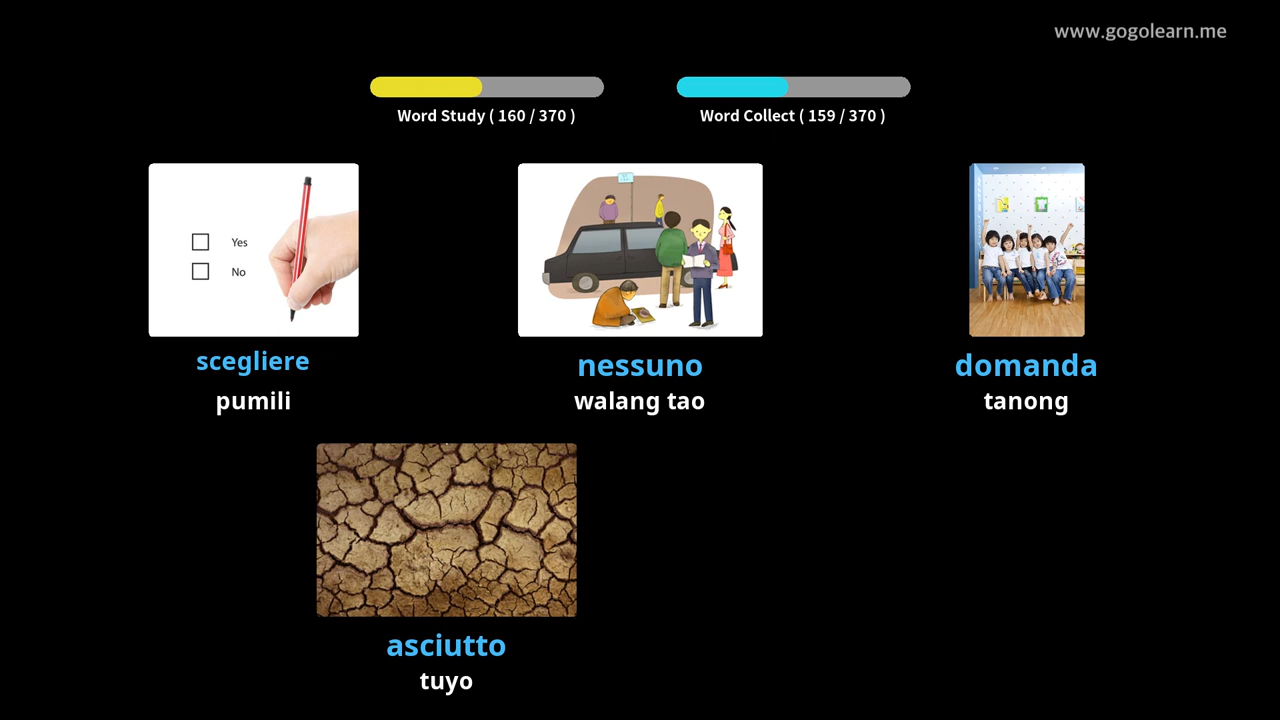 www.gogolearn.me
Word Study ( 160 / 370 )
Word Collect ( 159 / 370 )
Yes
No
scegliere
pumili
nessuno
walang tao
domanda
tanong
asciutto
tuyo